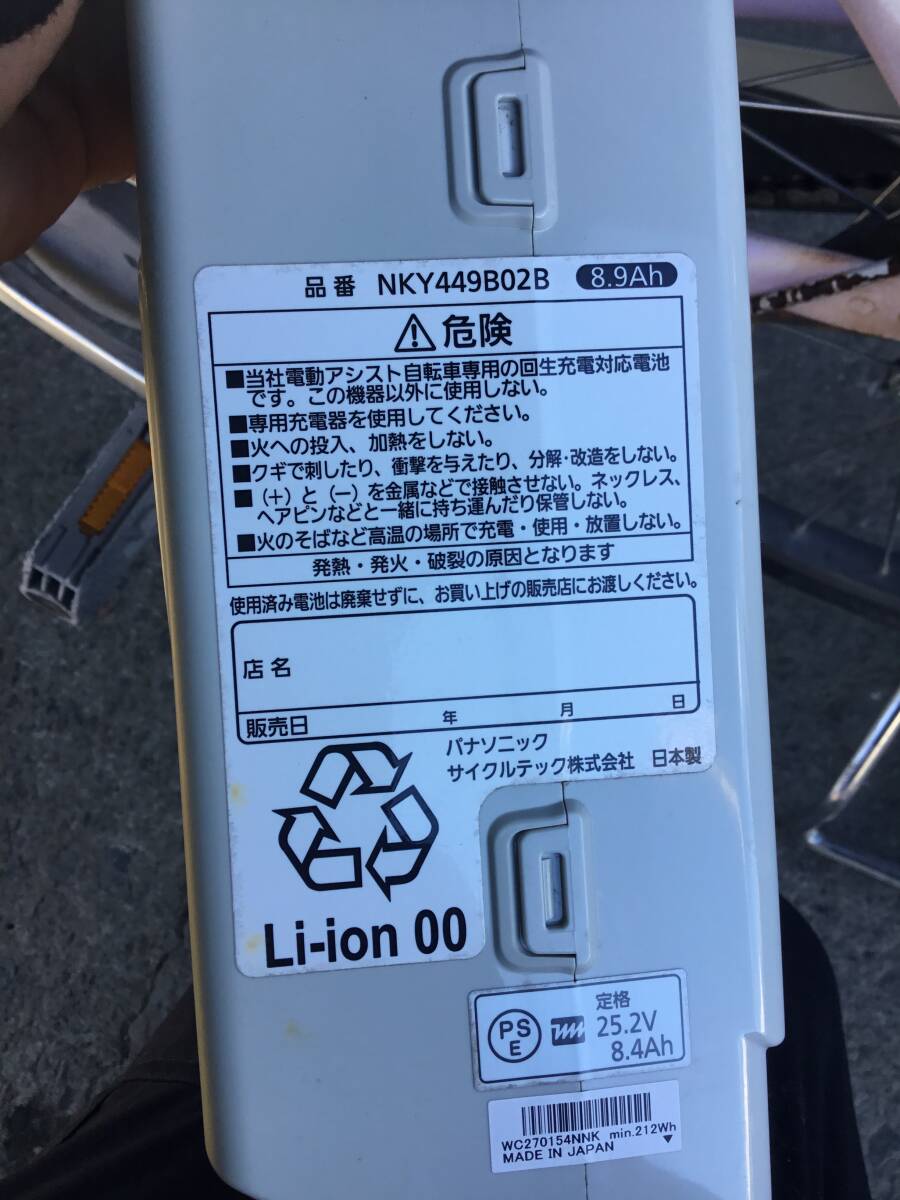 品番 NKY449B02B 8.9Ah
危険
■当社電動アシスト自転車専用の回生充電対応電池
です。この機器以外に使用しない。
■専用充電器を使用してください。
■火への投入、加熱をしない。
■クギで刺したり、衝撃を与えたり、分解・改造をしない。
■（+）と（−）を金属などで接触させない。ネックレス、
ヘアピンなどと一緒に持ち運んだり保管しない。
■火のそばなど高温の場所で充電・使用・放置しない。
発熱・発火・破裂の原因となります
使用済み電池は廃棄せずに、お買い上げの販売店にお渡しください。
店名
販売日 年 月 日
パナソニック
サイクルテック株式会社 日本製
Li-ion 00
PS
E
定格
25.2V
8.4Ah
WC270154NNK min.212Wh
MADE IN JAPAN